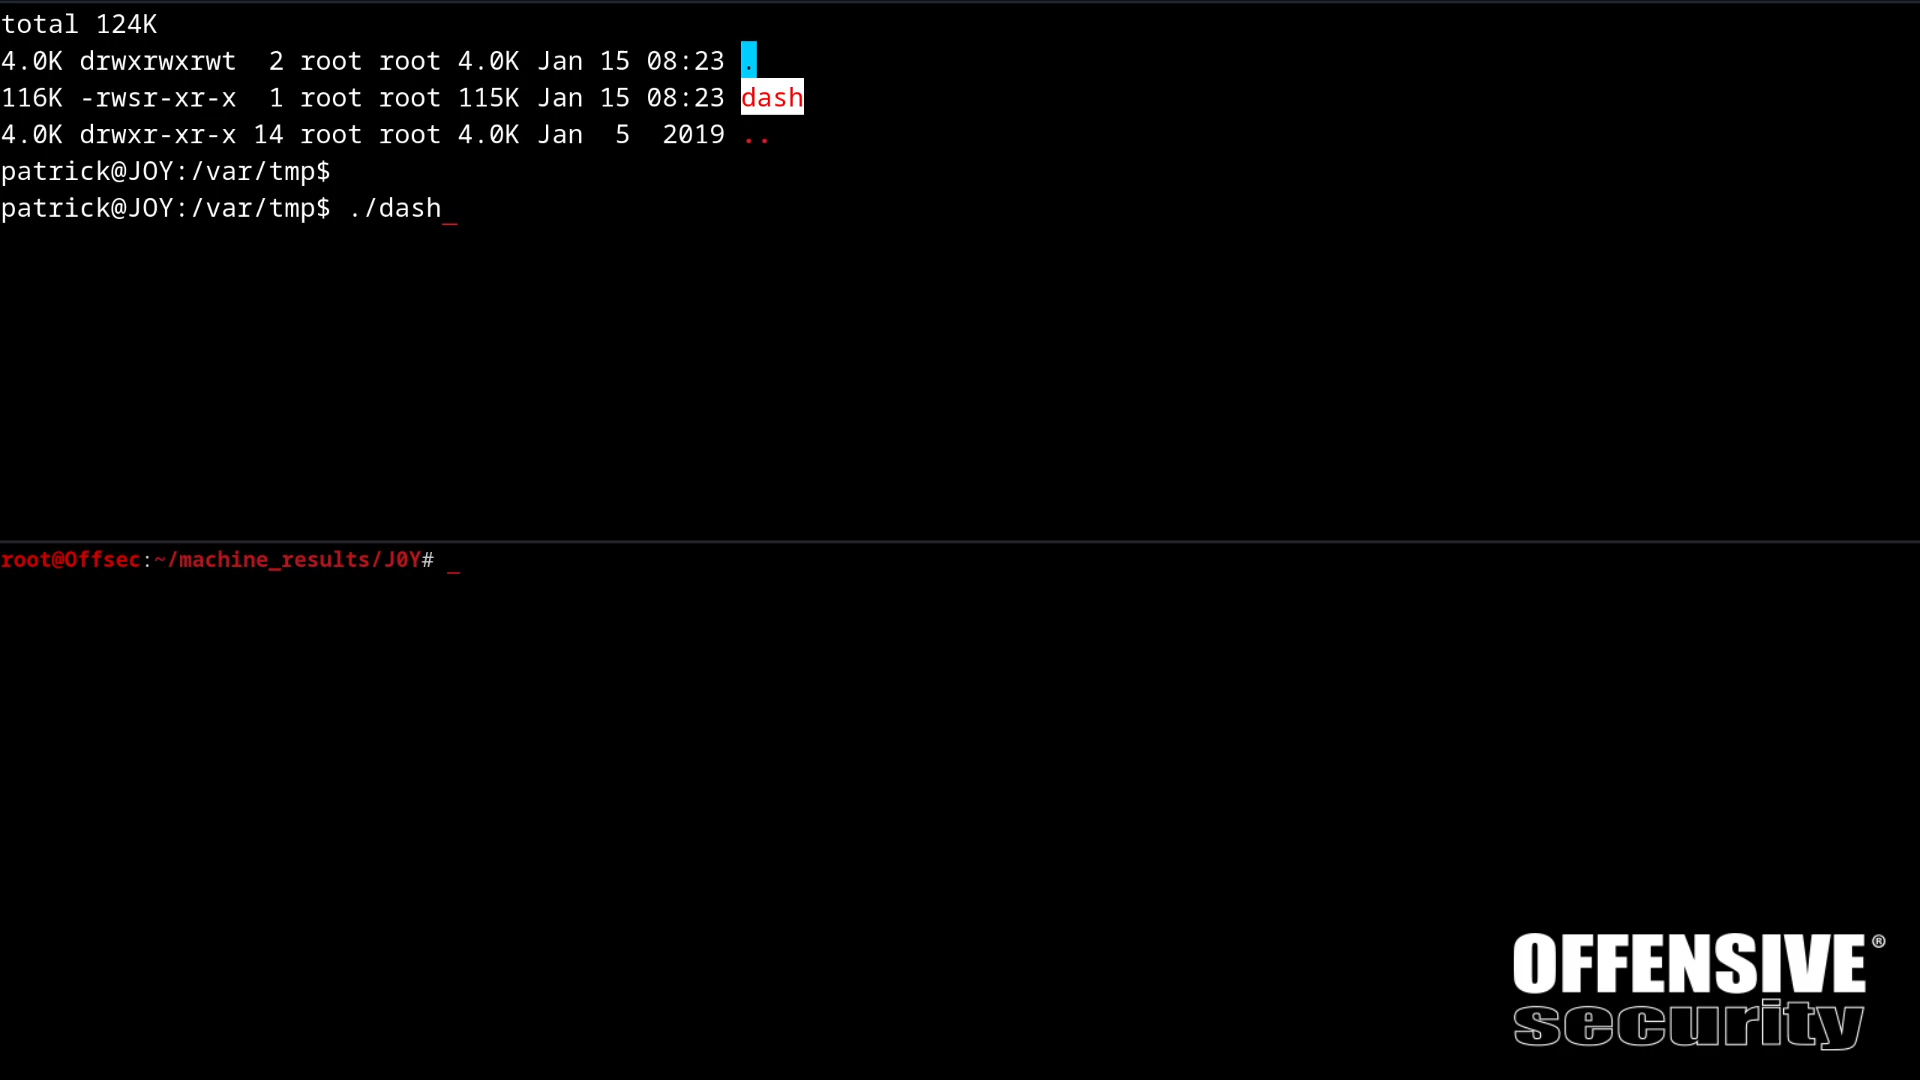 total 124K
4.0K drwxrwxrwt  2 root root 4.0K Jan 15 08:23 .
116K -rwsr-xr-x  1 root root 115K Jan 15 08:23 dash
4.0K drwxr-xr-x 14 root root 4.0K Jan  5  2019 ..
patrick@JOY:/var/tmp$
patrick@JOY:/var/tmp$ ./dash_
root@Offsec:~/machine_results/J0Y# _
OFFENSIVE®
security